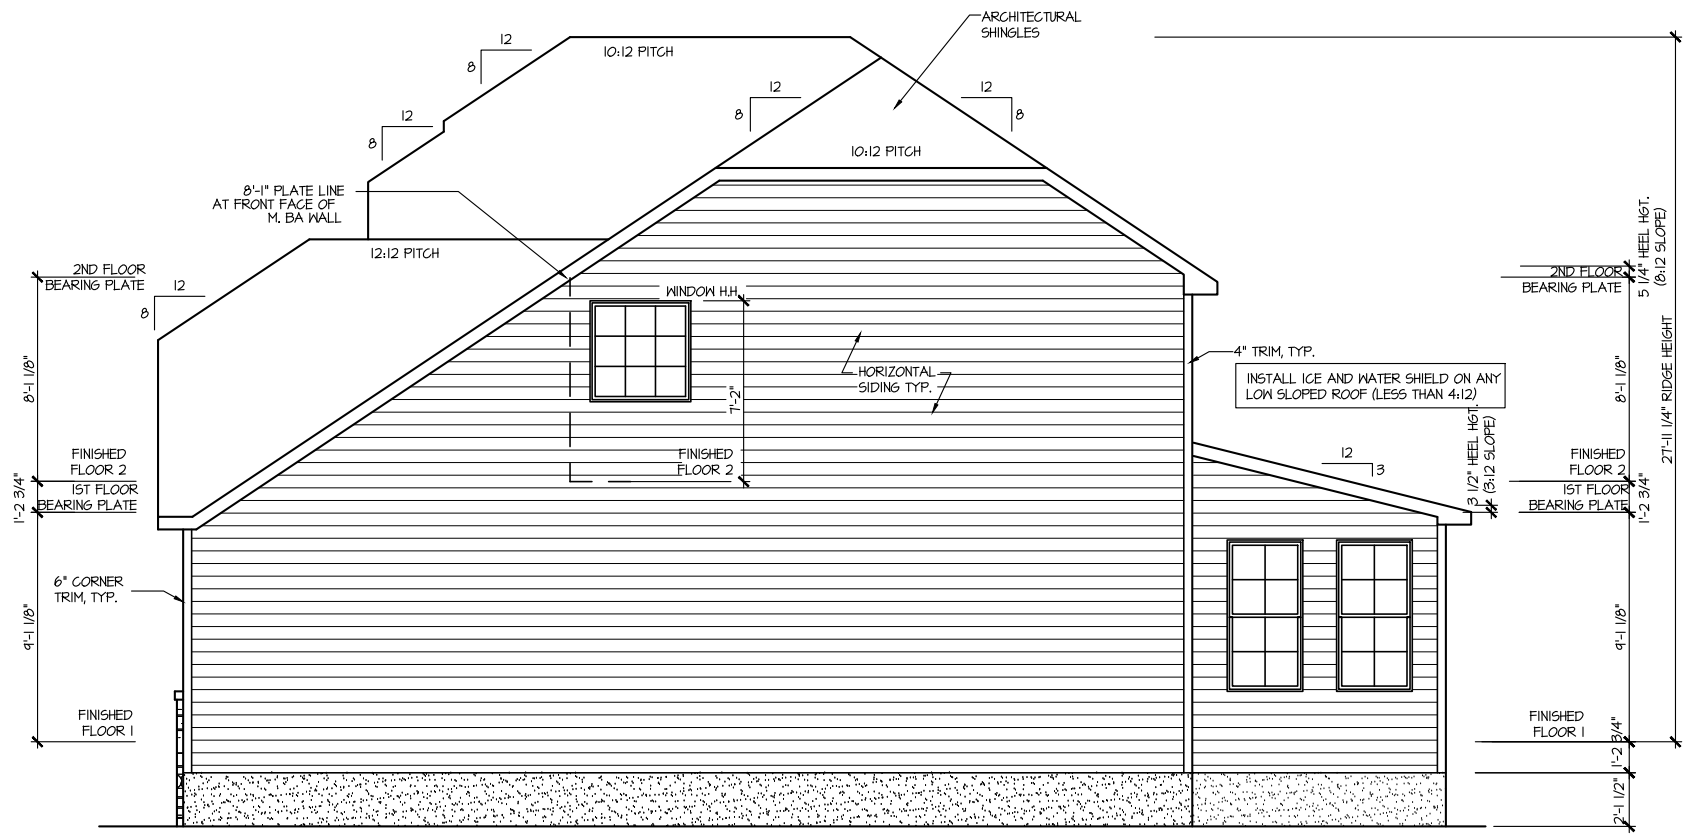 ARCHITECTURAL
SHINGLES
12
8
10:12 PITCH
12
8
12
8
12
8
10:12 PITCH
8'-1" PLATE LINE
AT FRONT FACE OF
M. BA WALL
12:12 PITCH
12
8
2ND FLOOR
BEARING PLATE
8'-1 1/8"
FINISHED
FLOOR 2
1'-2 3/4"
1ST FLOOR
BEARING PLATE
6" CORNER
TRIM, TYP.
9'-1 1/8"
FINISHED
FLOOR 1
WINDOW H.H.
7'-2"
HORIZONTAL
SIDING TYP.
FINISHED
FLOOR 2
4" TRIM, TYP.
INSTALL ICE AND WATER SHIELD ON ANY
LOW SLOPED ROOF (LESS THAN 4:12)
12
3
3 1/2" HEEL HGT.
(3:12 SLOPE)
5 1/4" HEEL HGT.
(8:12 SLOPE)
2ND FLOOR
BEARING PLATE
8'-1 1/8"
27'-11 1/4" RIDGE HEIGHT
FINISHED
FLOOR 2
1'-2 3/4"
1ST FLOOR
BEARING PLATE
9'-1 1/8"
FINISHED
FLOOR 1
1'-2 3/4"
2'-1 1/2"